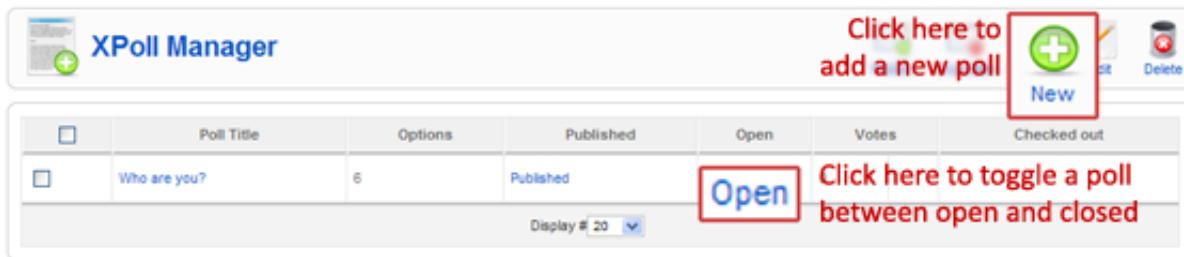 XPoll Manager
Click here to
add a new poll
New
Delete
Poll Title Options Published Open Votes Checked out
Who are you? 6 Published
Open
Click here to toggle a poll
between open and closed
Display # 20